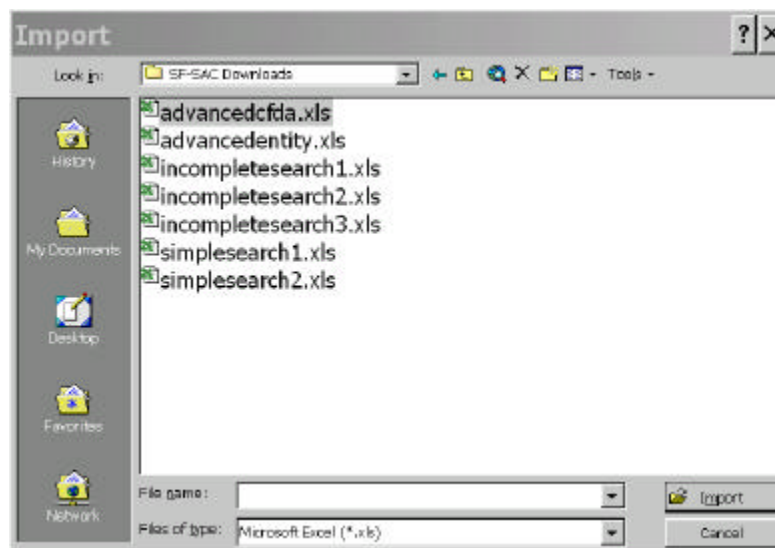 Import
Look in: SF-SAC Downloads Tools
advancedcfda.xls
advancedentity.xls
incompletesearch1.xls
incompletesearch2.xls
incompletesearch3.xls
simplesearch1.xls
simplesearch2.xls
History
My Documents
Desktop
Favorites
Network
File name: Import
Files of type: Microsoft Excel (*.xls) Cancel